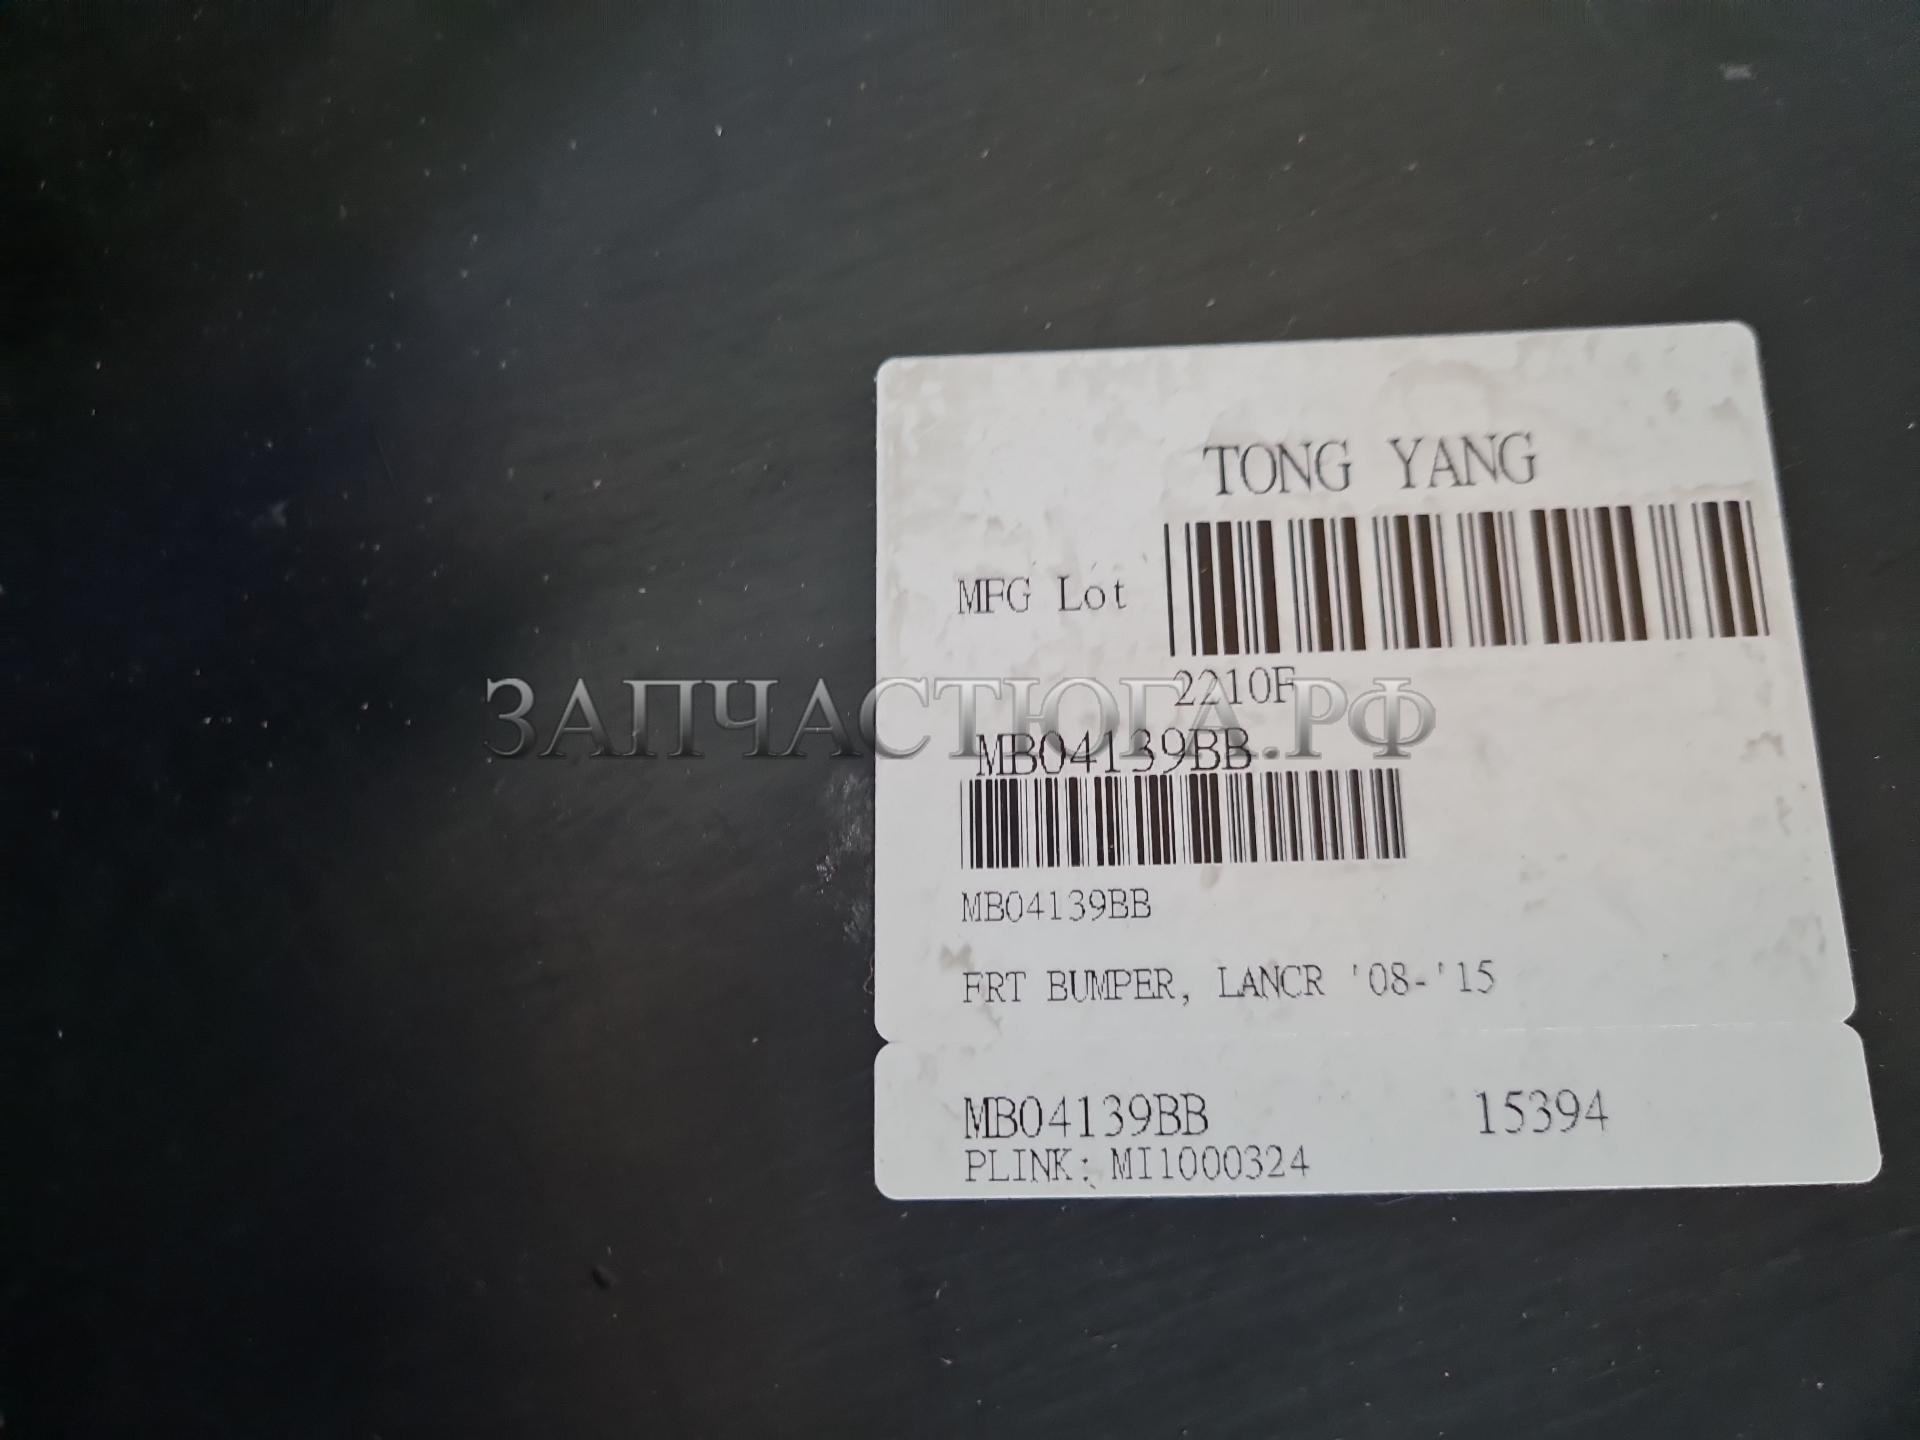 TONG YANG
MFG Lot
2210F
ЗАПЧАСТЮГА.РФ
MB04139BB
MB04139BB
FRT BUMPER, LANCR '08-'15
MB04139BB 15394
PLINK: MI1000324